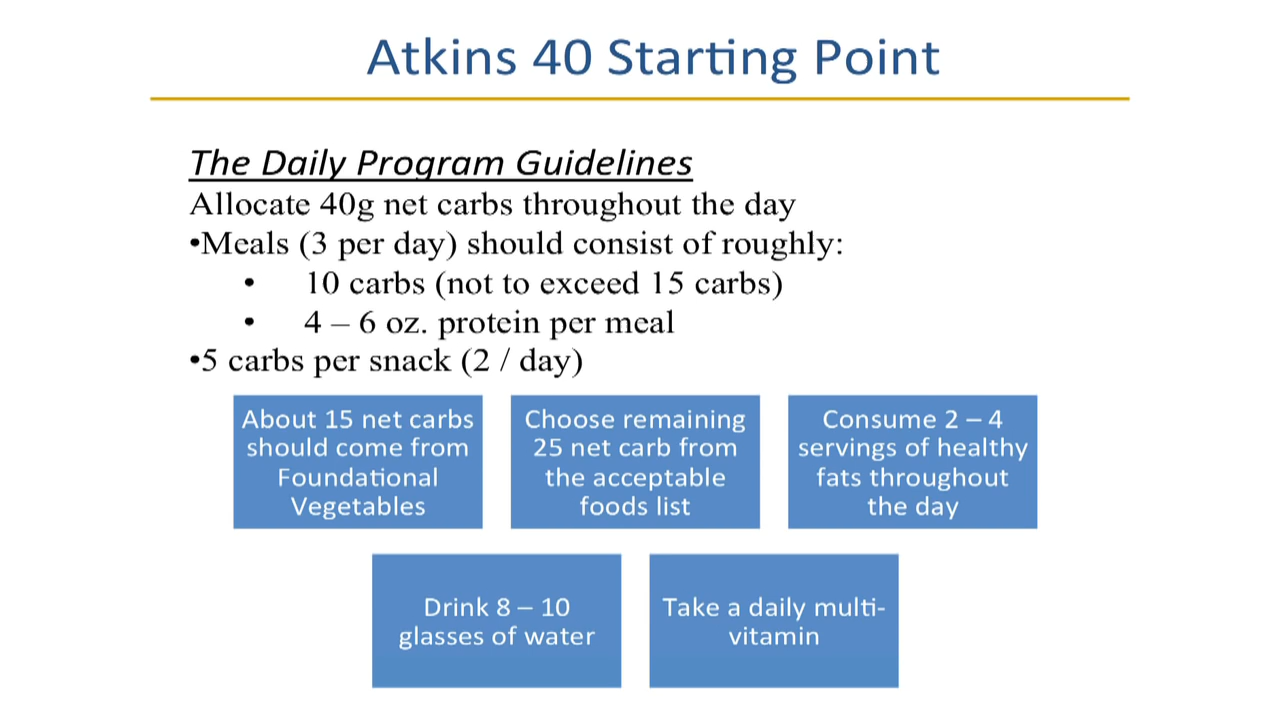 Atkins 40 Starting Point
The Daily Program Guidelines
Allocate 40g net carbs throughout the day
•Meals (3 per day) should consist of roughly:
• 10 carbs (not to exceed 15 carbs)
• 4 – 6 oz. protein per meal
•5 carbs per snack (2 / day)
About 15 net carbs
should come from
Foundational
Vegetables
Choose remaining
25 net carb from
the acceptable
foods list
Consume 2 – 4
servings of healthy
fats throughout
the day
Drink 8 – 10
glasses of water
Take a daily multi-
vitamin